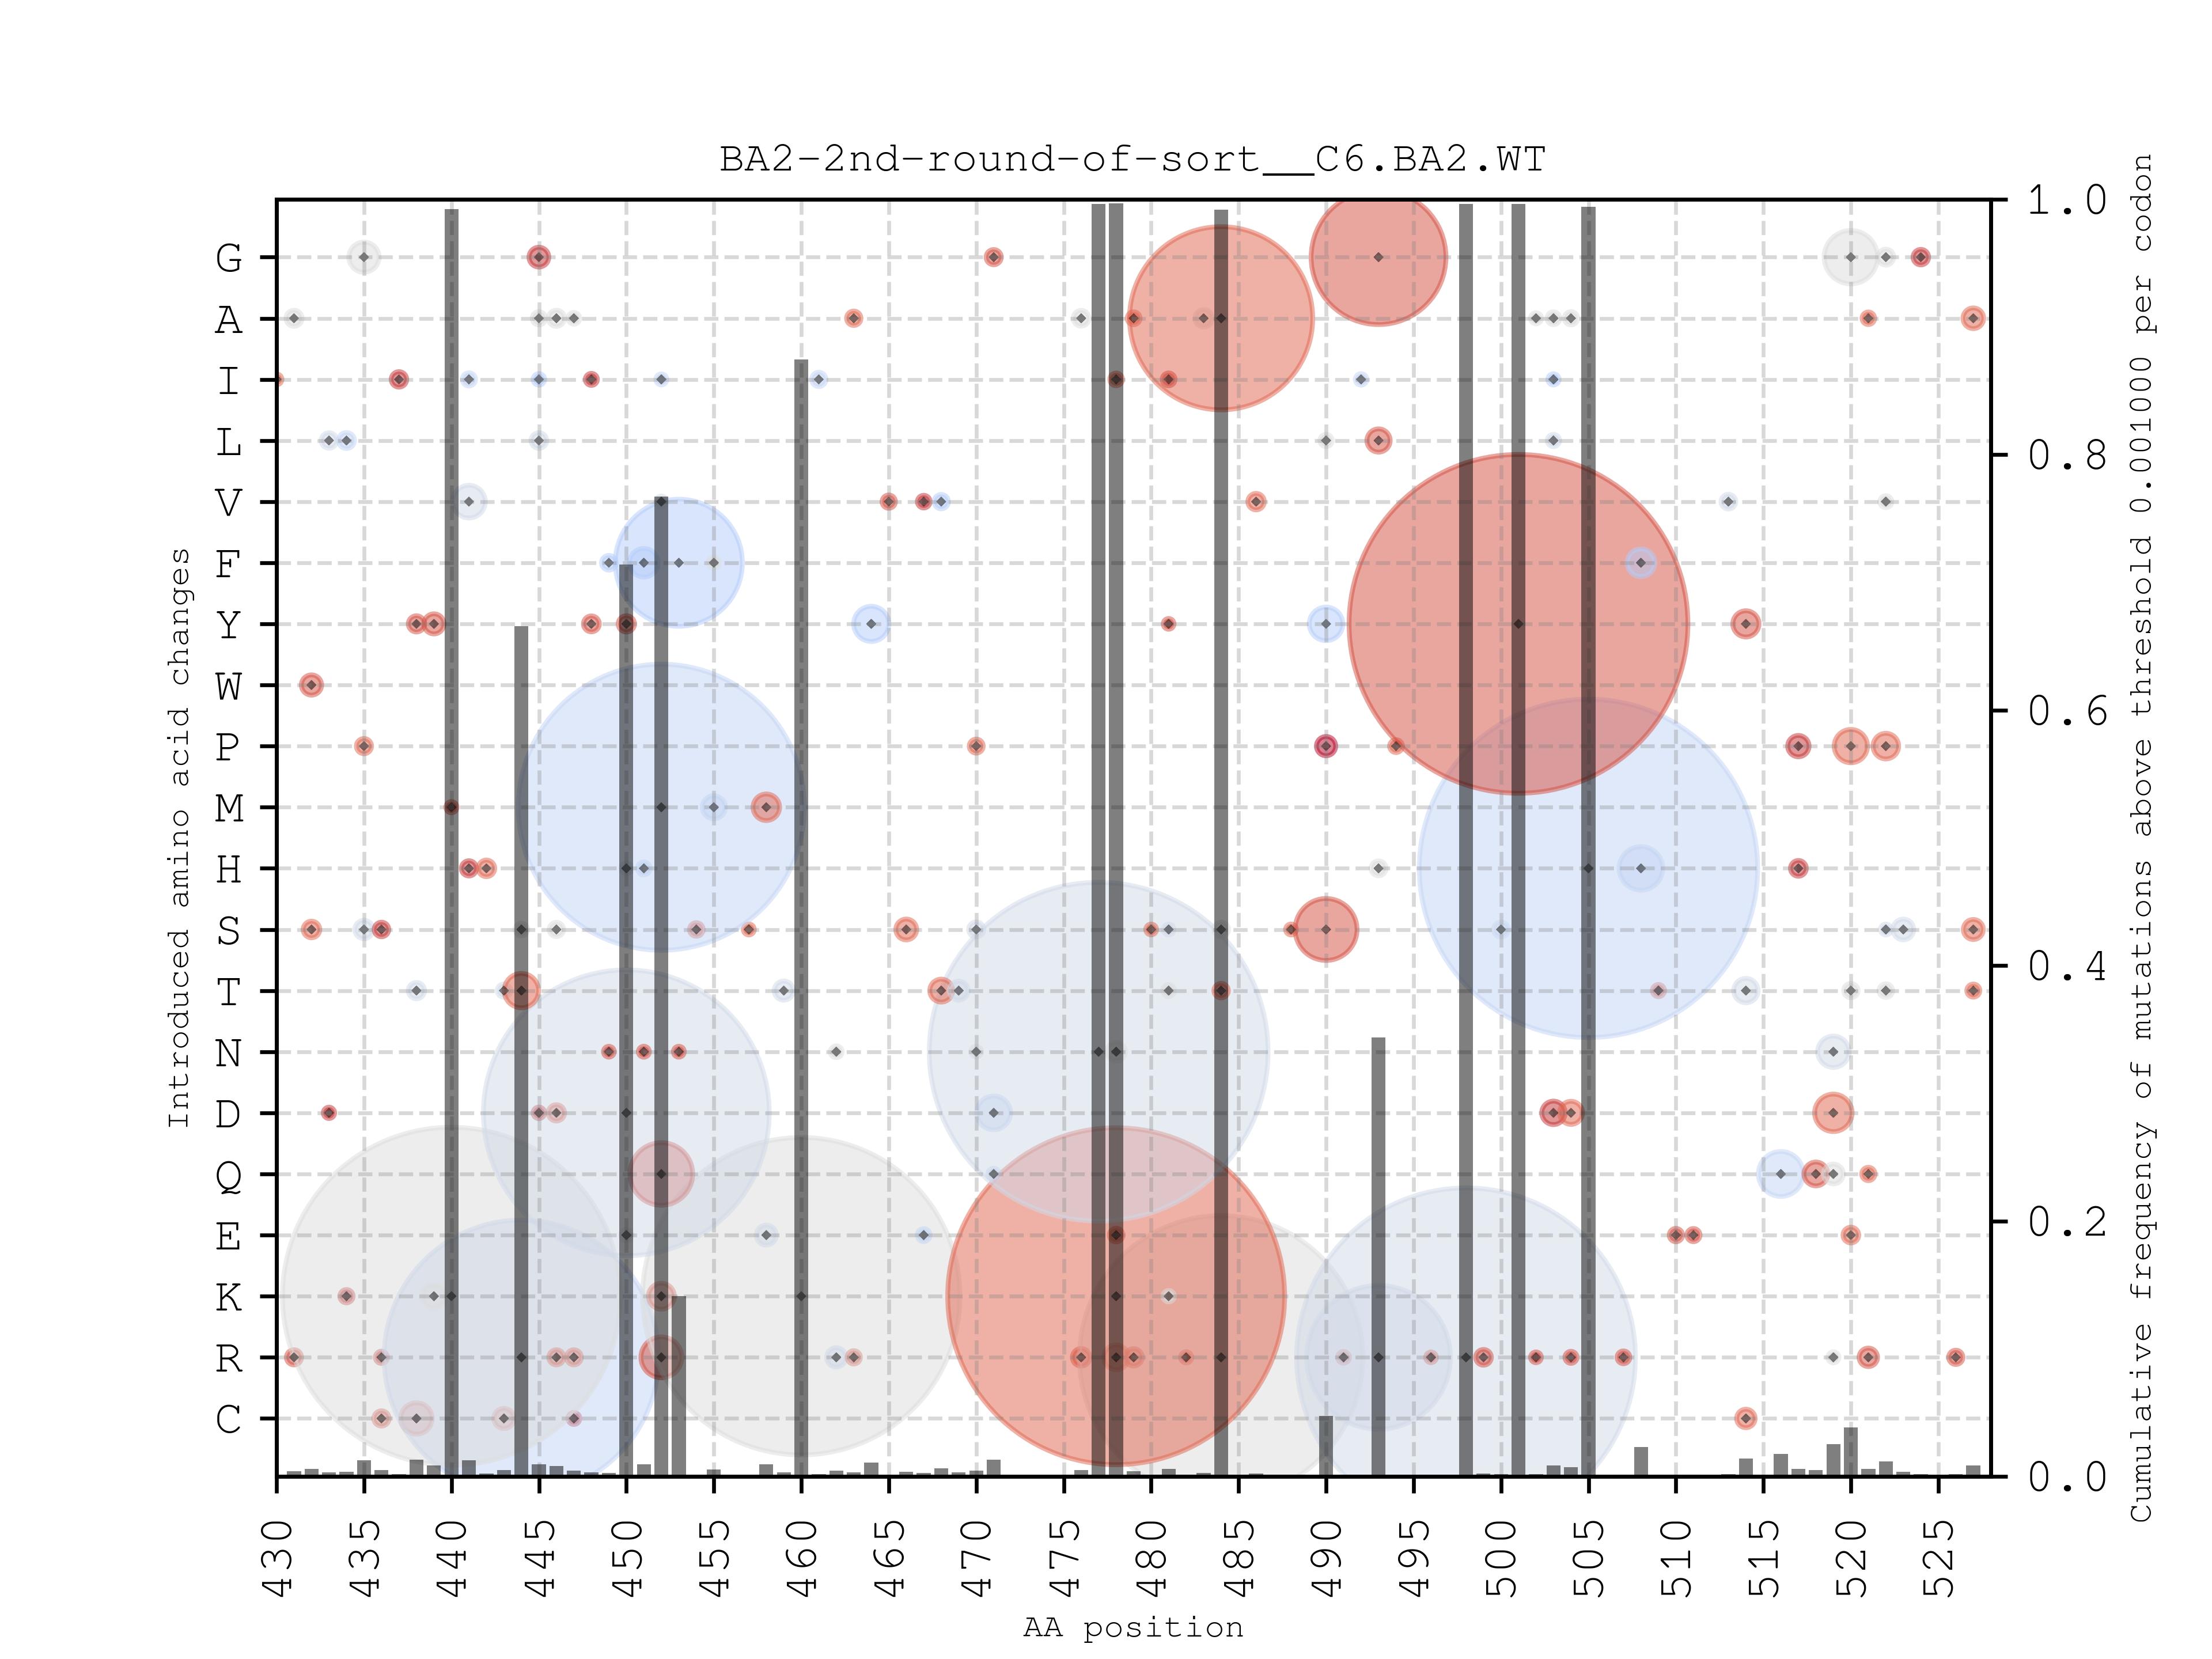 BA2-2nd-round-of-sort__C6.BA2.WT
Introduced amino acid changes
G
A
I
L
V
F
Y
W
P
M
H
S
T
N
D
Q
E
K
R
C
1.0
0.8
0.6
0.4
0.2
0.0
Cumulative frequency of mutations above threshold 0.001000 per codon
430 435 440 445 450 455 460 465 470 475 480 485 490 495 500 505 510 515 520 525
AA position